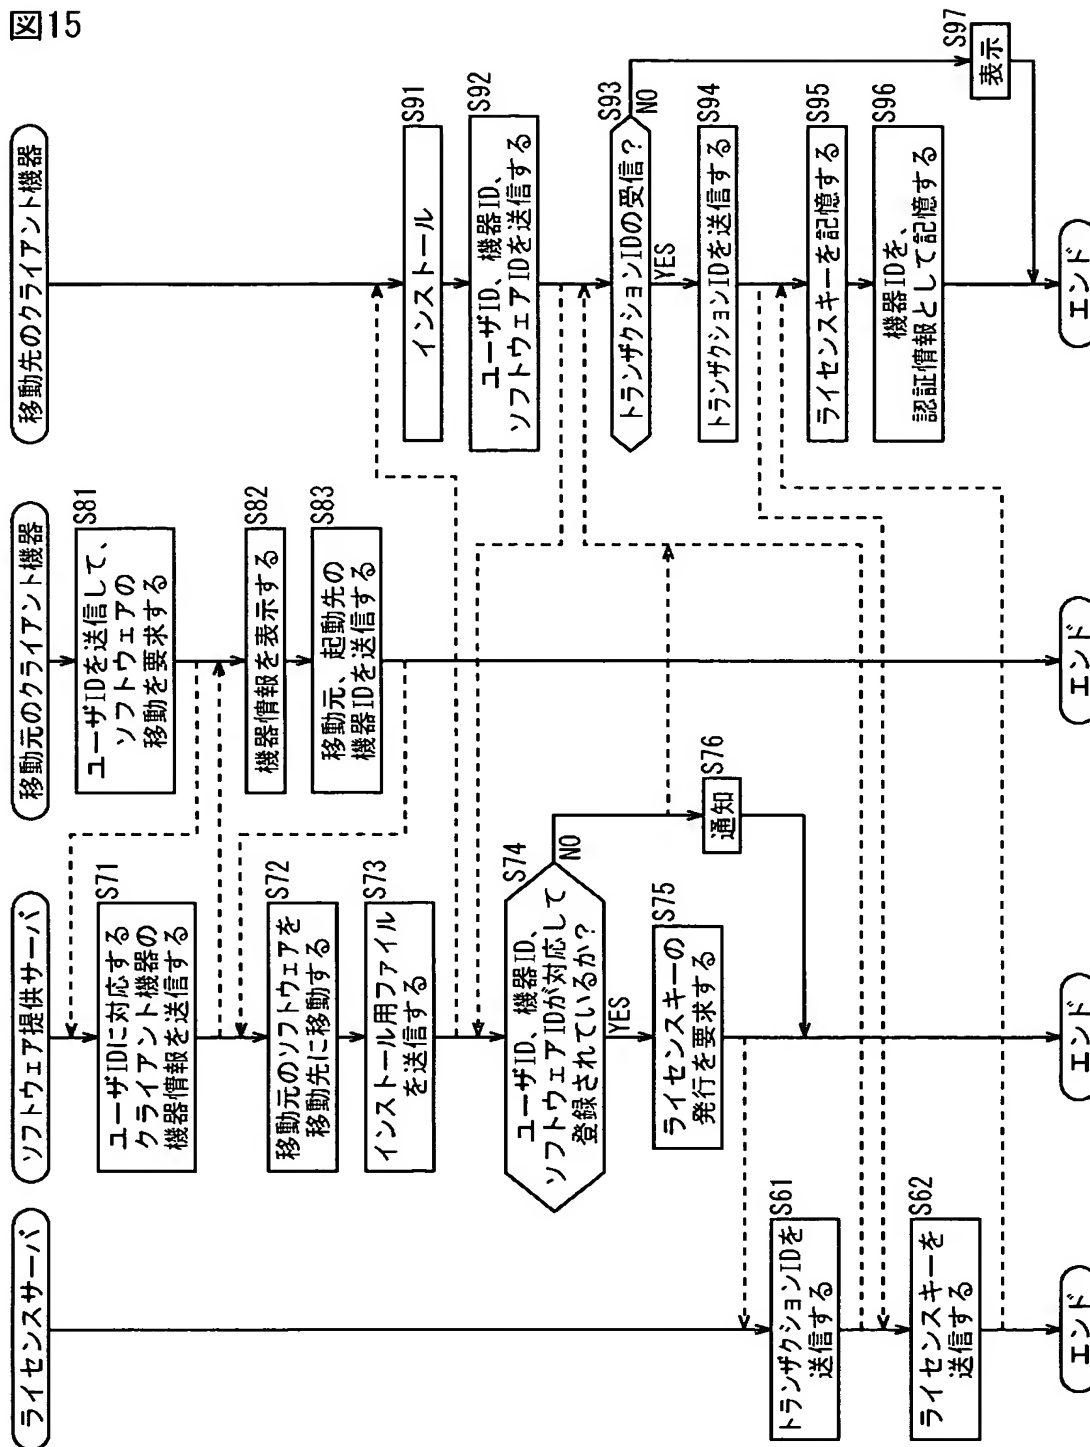 図15
ライセンスサーバ
S61
トランザクションIDを
送信する
S62
ライセンスキーを
送信する
エンド
ソフトウェア提供サーバ
S71
ユーザIDに対応する
クライアント機器の
機器情報を送信する
S72
移動元のソフトウェアを
移動先に移動する
S73
インストール用ファイル
を送信する
S74
ユーザID、機器ID、
ソフトウェアIDが対応して
登録されているか?
NO
YES
S75
ライセンスキーの
発行を要求する
S76
通知
エンド
移動元のクライアント機器
S81
ユーザIDを送信して、
ソフトウェアの
移動を要求する
S82
機器情報を表示する
S83
移動元、起動先の
機器IDを送信する
エンド
移動先のクライアント機器
S91
インストール
S92
ユーザID、機器ID、
ソフトウェアIDを送信する
S93
トランザクションIDの受信?
NO
YES
S94
トランザクションIDを送信する
S95
ライセンスキーを記憶する
S96
機器IDを、
認証情報として記憶する
S97
表示
エンド